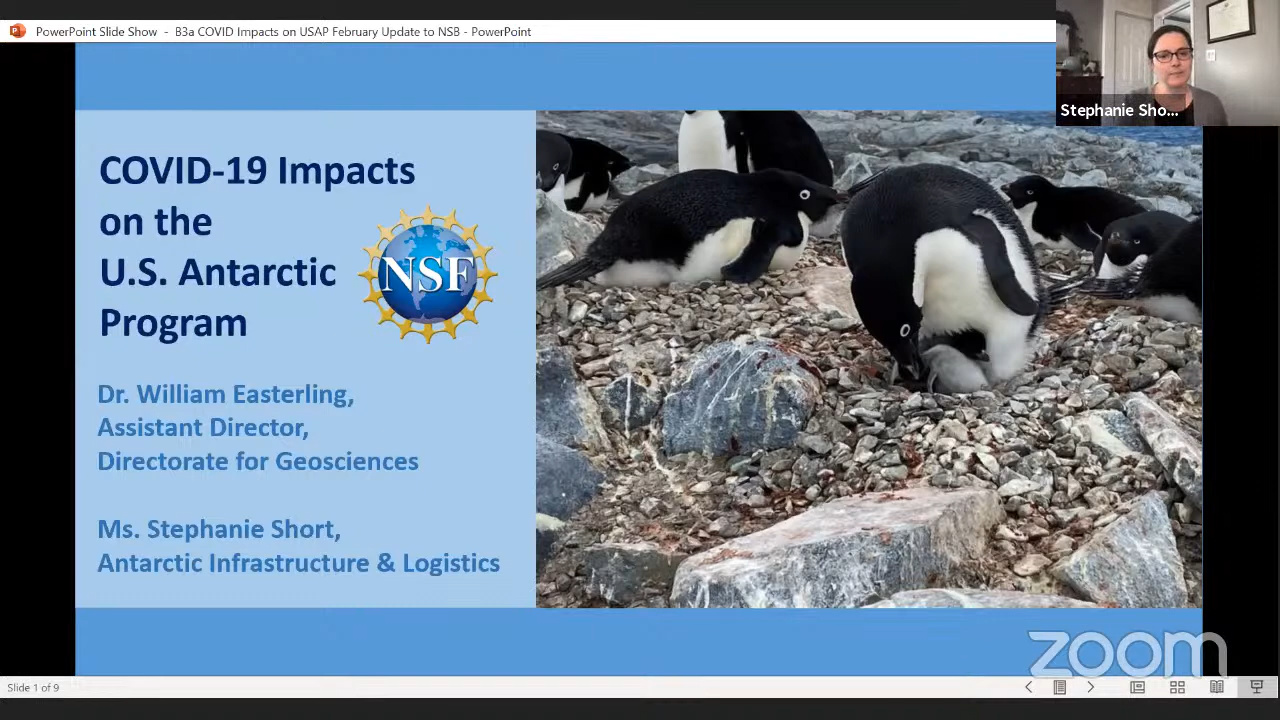 PowerPoint Slide Show - B3a COVID Impacts on USAP February Update to NSB - PowerPoint
Stephanie Sho...
COVID-19 Impacts
on the
U.S. Antarctic
Program
NSF
Dr. William Easterling,
Assistant Director,
Directorate for Geosciences
Ms. Stephanie Short,
Antarctic Infrastructure & Logistics
zoom
Slide 1 of 9